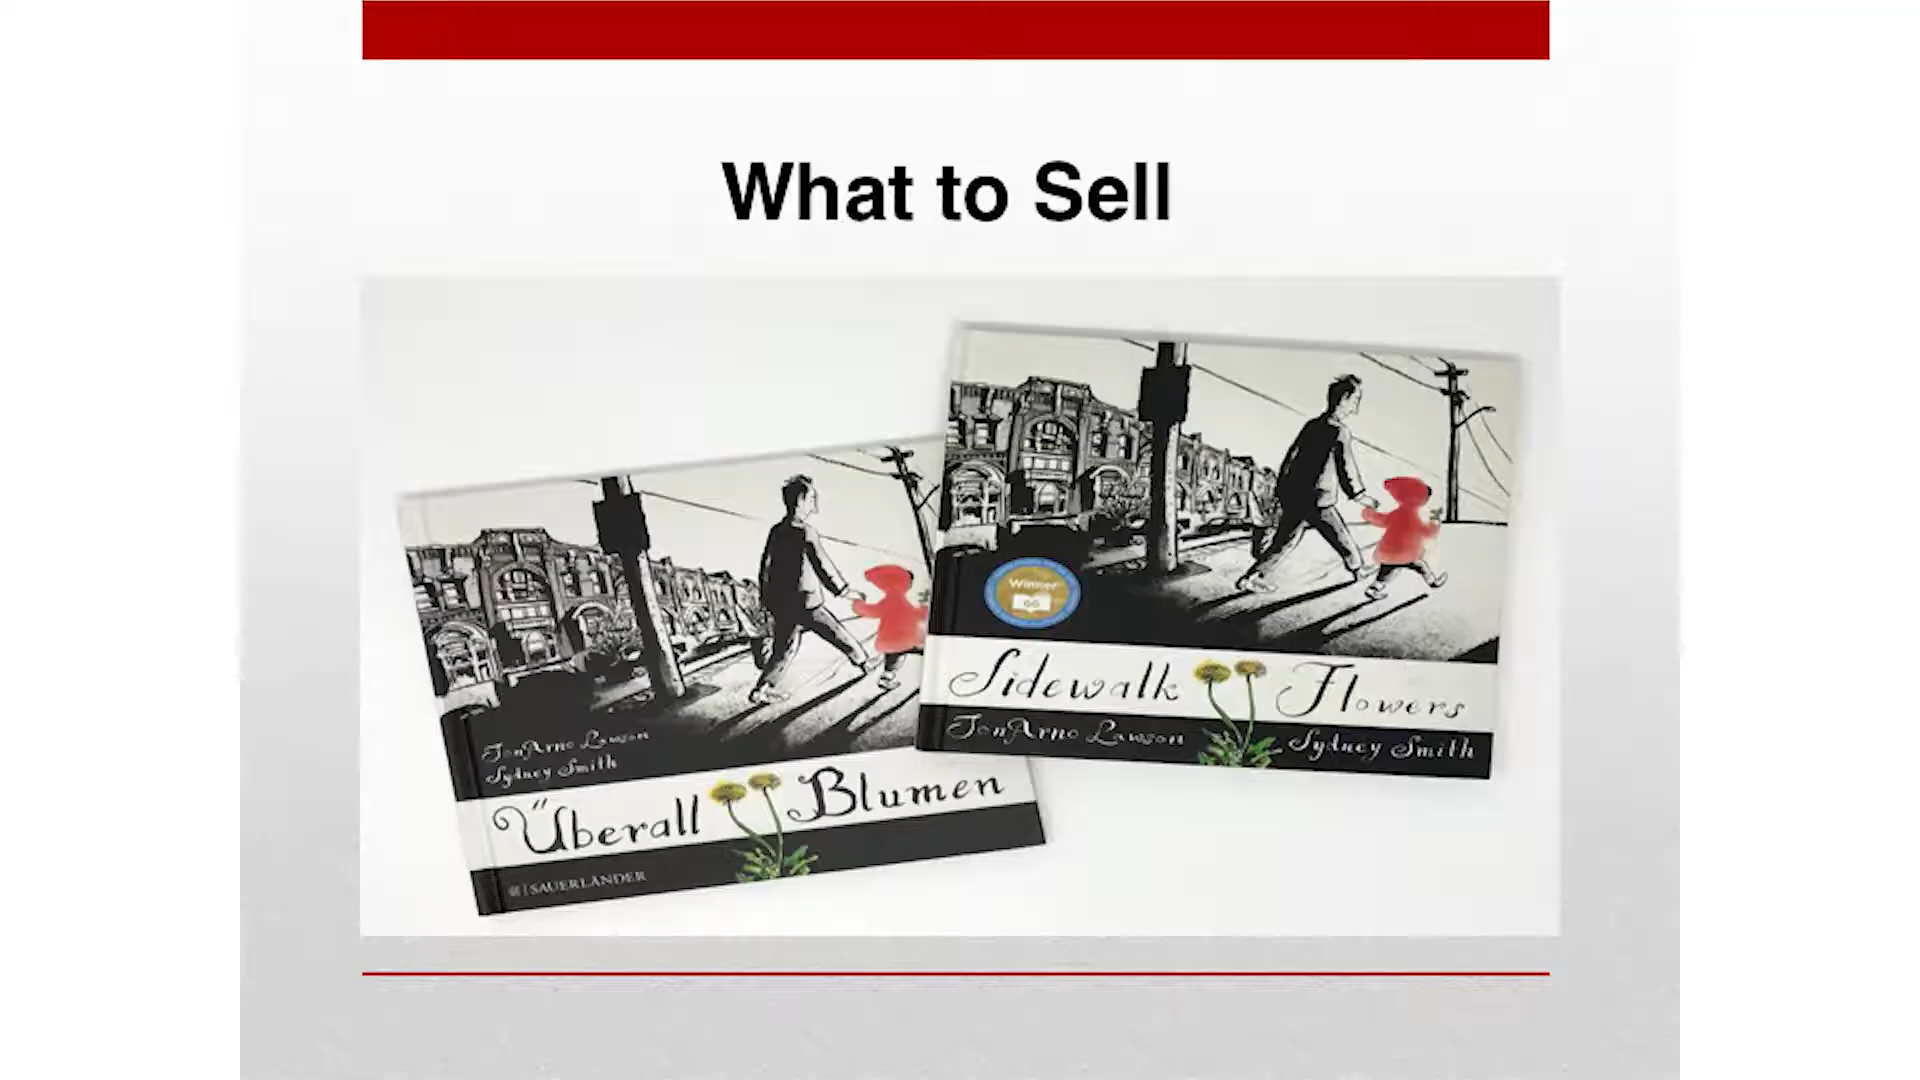 What to Sell
JonArno Lawson
Sydney Smith
Überall Blumen
SAUERLÄNDER
Winner
GG
Sidewalk Flowers
JonArno Lawson Sydney Smith